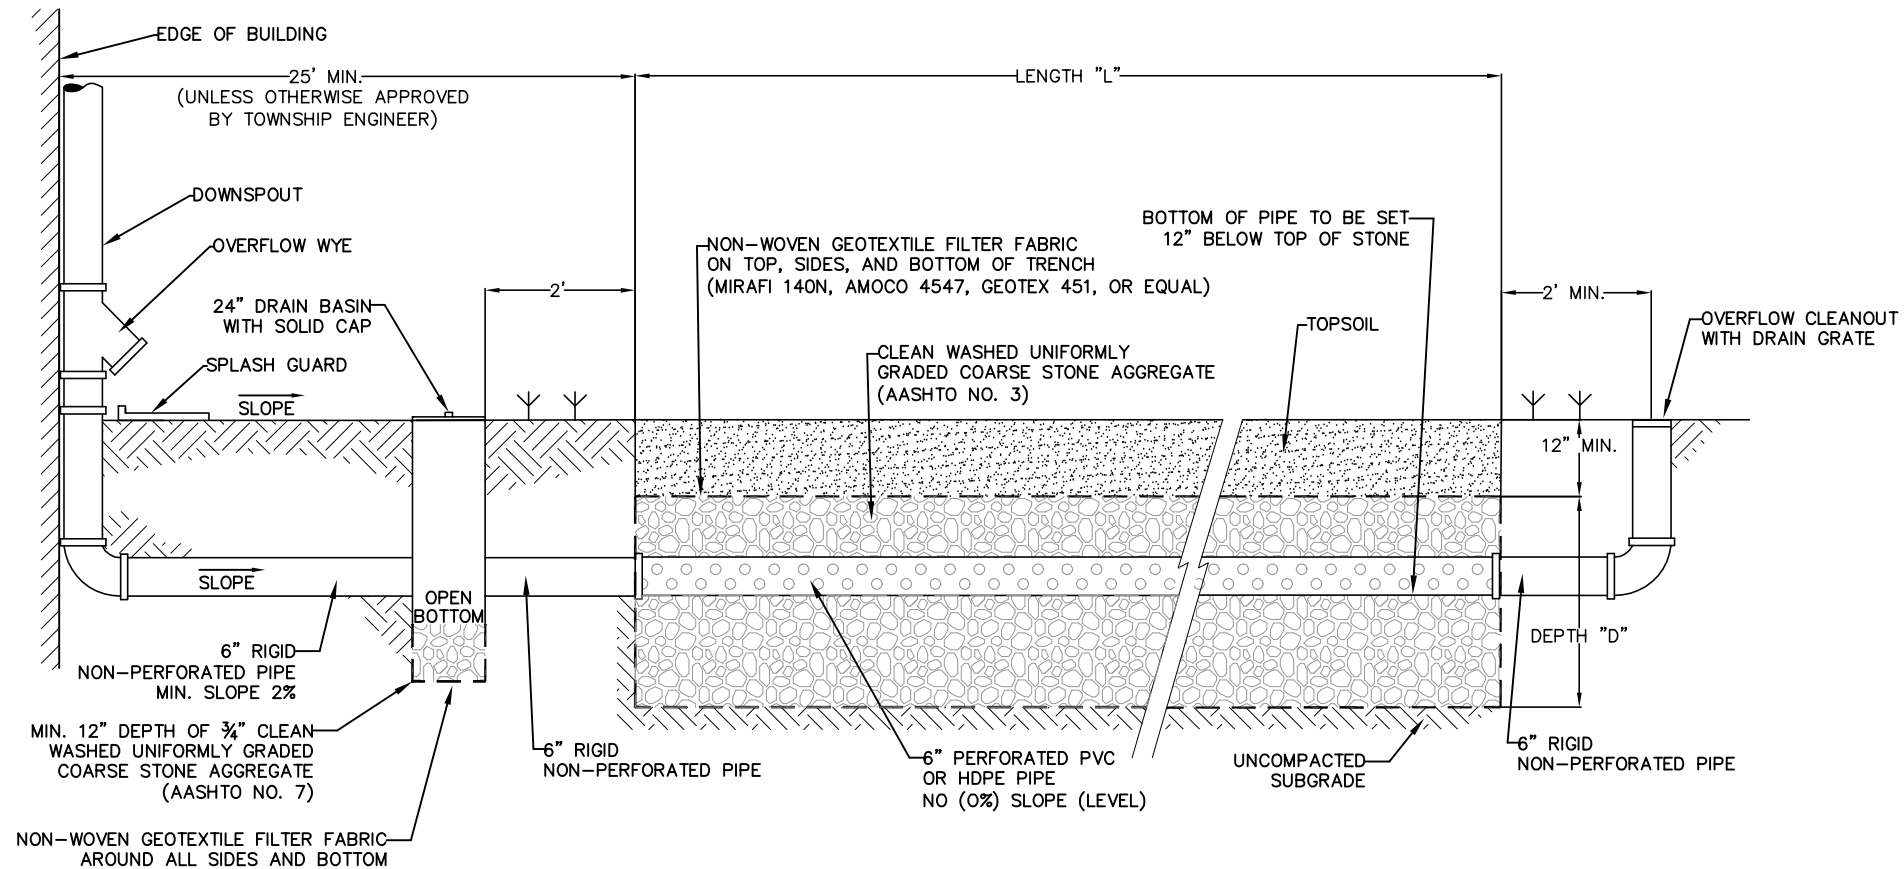 EDGE OF BUILDING
25' MIN.
(UNLESS OTHERWISE APPROVED
BY TOWNSHIP ENGINEER)
LENGTH "L"
DOWNSPOUT
OVERFLOW WYE
24" DRAIN BASIN
WITH SOLID CAP
SPLASH GUARD
SLOPE
2'
NON-WOVEN GEOTEXTILE FILTER FABRIC
ON TOP, SIDES, AND BOTTOM OF TRENCH
(MIRAFI 140N, AMOCO 4547, GEOTEX 451, OR EQUAL)
BOTTOM OF PIPE TO BE SET
12" BELOW TOP OF STONE
CLEAN WASHED UNIFORMLY
GRADED COARSE STONE AGGREGATE
(AASHTO NO. 3)
TOPSOIL
2' MIN.
OVERFLOW CLEANOUT
WITH DRAIN GRATE
12" MIN.
SLOPE
OPEN
BOTTOM
DEPTH "D"
6" RIGID
NON-PERFORATED PIPE
MIN. SLOPE 2%
MIN. 12" DEPTH OF ¾" CLEAN
WASHED UNIFORMLY GRADED
COARSE STONE AGGREGATE
(AASHTO NO. 7)
NON-WOVEN GEOTEXTILE FILTER FABRIC
AROUND ALL SIDES AND BOTTOM
6" RIGID
NON-PERFORATED PIPE
6" PERFORATED PVC
OR HDPE PIPE
NO (0%) SLOPE (LEVEL)
UNCOMPACTED
SUBGRADE
6" RIGID
NON-PERFORATED PIPE